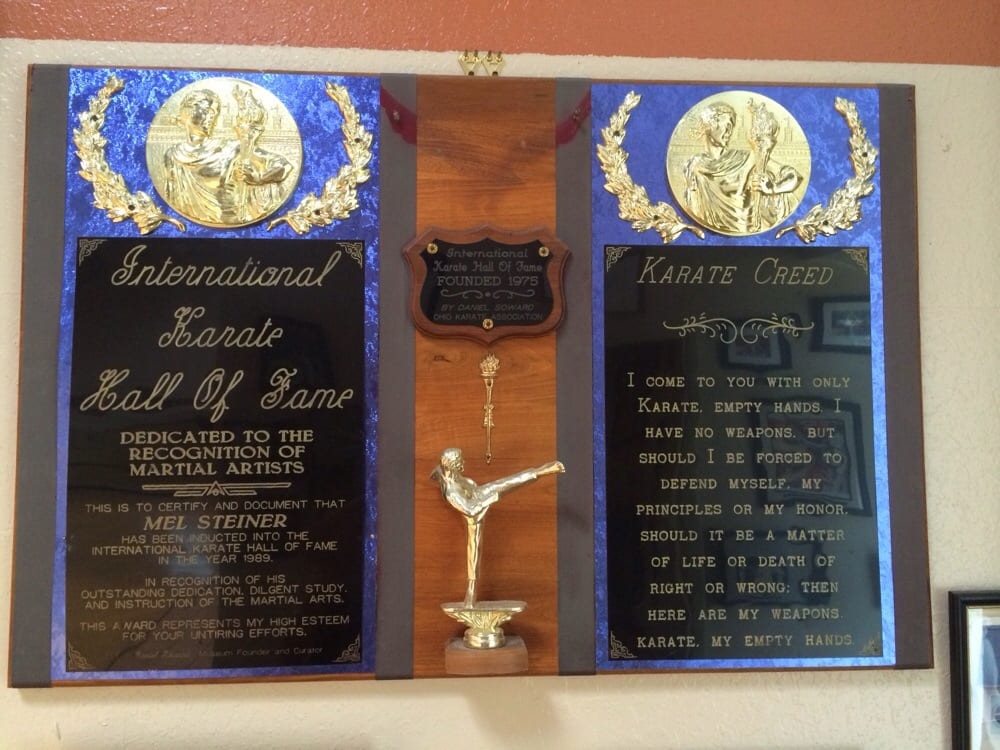 International
Karate
Hall Of Fame
DEDICATED TO THE
RECOGNITION OF
MARTIAL ARTISTS
THIS IS TO CERTIFY AND DOCUMENT THAT
MEL STEINER
HAS BEEN INDUCTED INTO THE
INTERNATIONAL KARATE HALL OF FAME
IN THE YEAR 1989.
IN RECOGNITION OF HIS
OUTSTANDING DEDICATION, DILGENT STUDY,
AND INSTRUCTION OF THE MARTIAL ARTS.
THIS AWARD REPRESENTS MY HIGH ESTEEM
FOR YOUR UNTIRING EFFORTS.
Museum Founder and Curator
International
Karate Hall Of Fame
FOUNDED 1975
BY DANIEL SOWARD
OHIO KARATE ASSOCIATION
KARATE CREED
I COME TO YOU WITH ONLY
KARATE, EMPTY HANDS. I
HAVE NO WEAPONS, BUT
SHOULD I BE FORCED TO
DEFEND MYSELF, MY
PRINCIPLES OR MY HONOR,
SHOULD IT BE A MATTER
OF LIFE OR DEATH OF
RIGHT OR WRONG; THEN
HERE ARE MY WEAPONS,
KARATE, MY EMPTY HANDS.